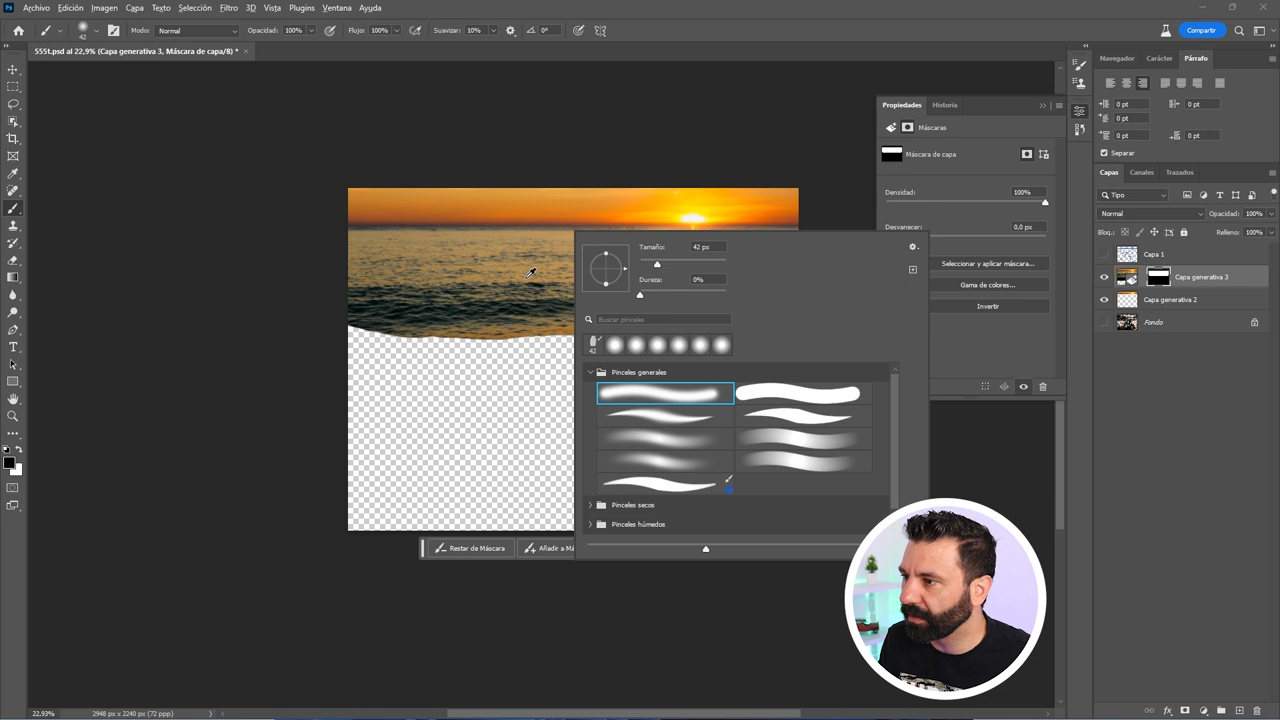 Ps Archivo Edición Imagen Capa Texto Selección Filtro 3D Vista Plugins Ventana Ayuda
42 Modo: Normal Opacidad: 100% Flujo: 100% Suavizar: 10% 0° Compartir
555t.psd al 22,9% (Capa generativa 3, Máscara de capa/8) * ×
Navegador Carácter Párrafo
0 pt 0 pt
0 pt
0 pt 0 pt
Separar
Propiedades Historia
Máscaras
Máscara de capa
Densidad: 100%
Desvanecer: 0,0 px
Seleccionar y aplicar máscara...
Gama de colores...
Invertir
Capas Canales Trazados
Tipo
Normal Opacidad: 100%
Bloq.: Relleno: 100%
Capa 1
Capa generativa 3
Capa generativa 2
Fondo
Tamaño: 42 px
Dureza: 0%
Buscar pinceles
42
Pinceles generales
Pinceles secos
Pinceles húmedos
Restar de Máscara Añadir a Má
22,93% 2948 px x 2240 px (72 ppp)